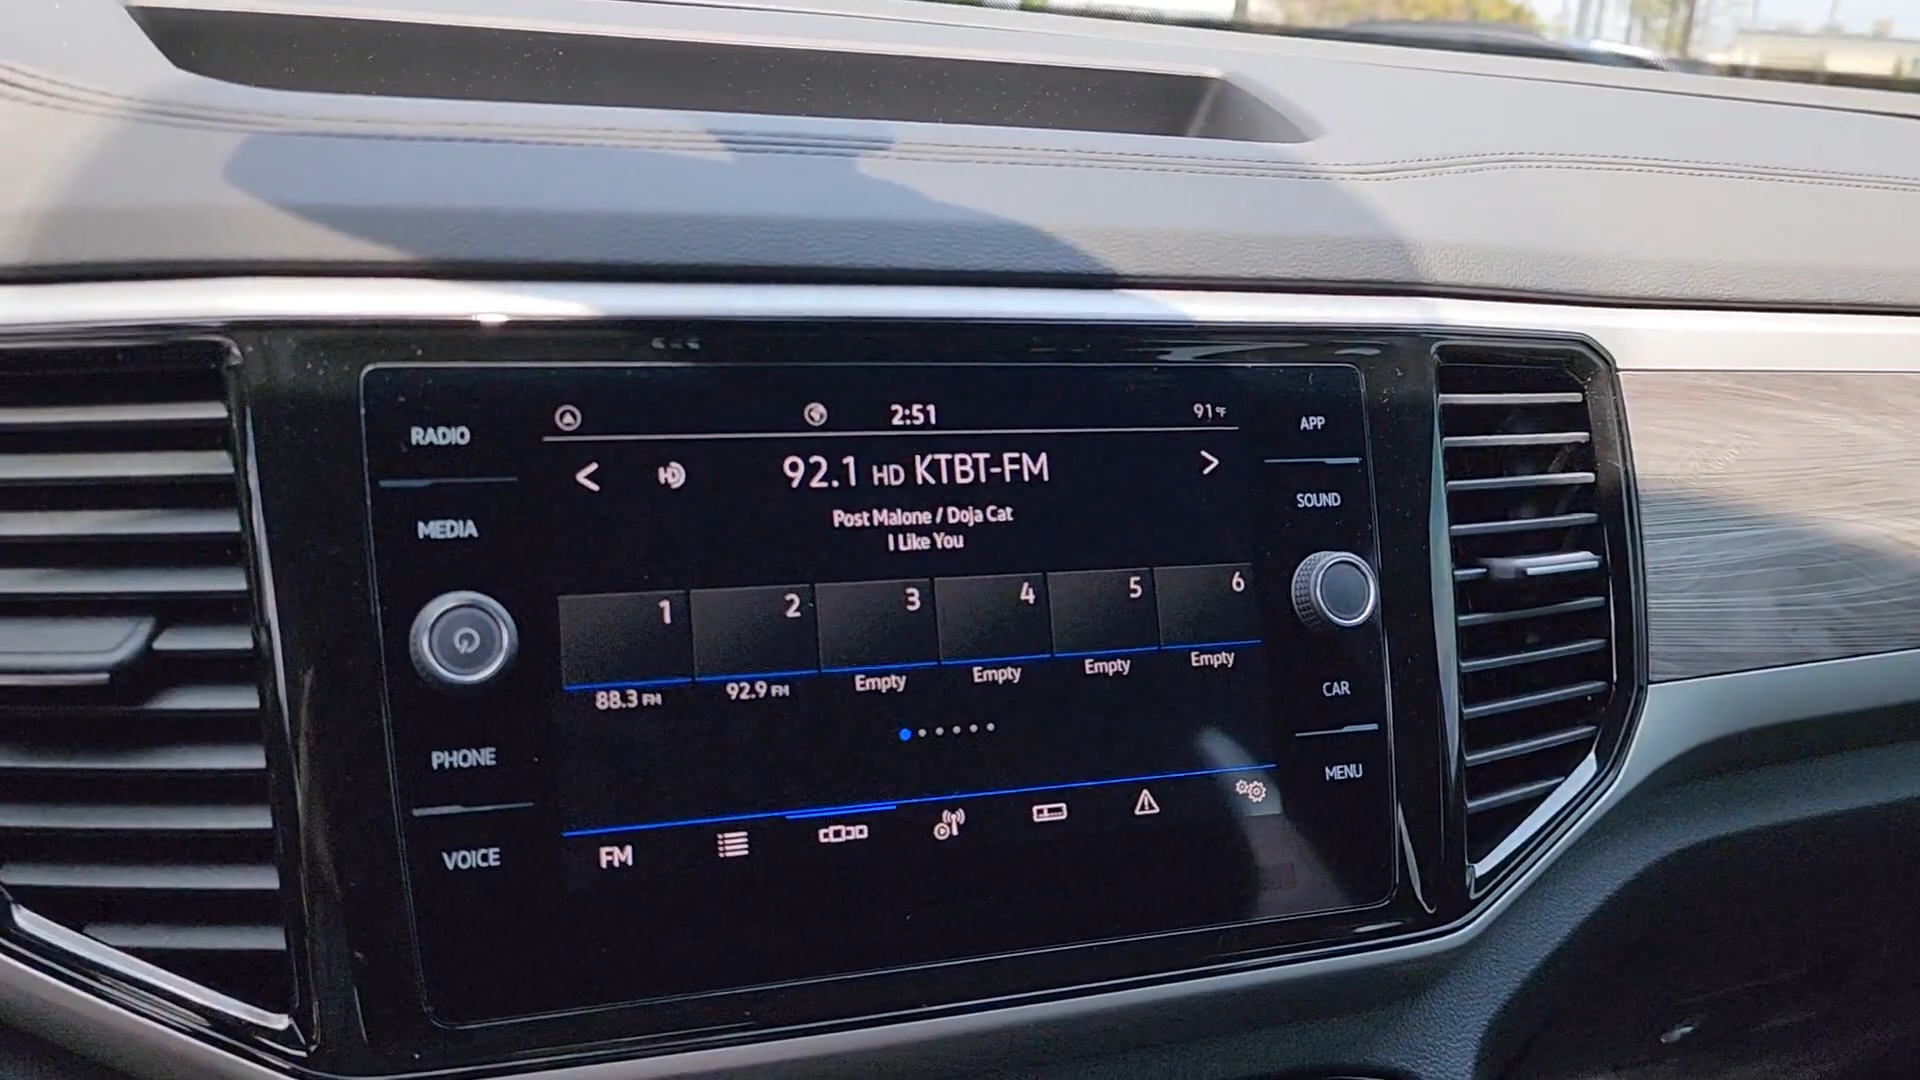 RADIO
MEDIA
PHONE
VOICE
2:51
91°F
HD
92.1 HD KTBT-FM
Post Malone / Doja Cat
I Like You
1 2 3 4 5 6
88.3 FM 92.9 FM Empty Empty Empty Empty
FM
APP
SOUND
CAR
MENU